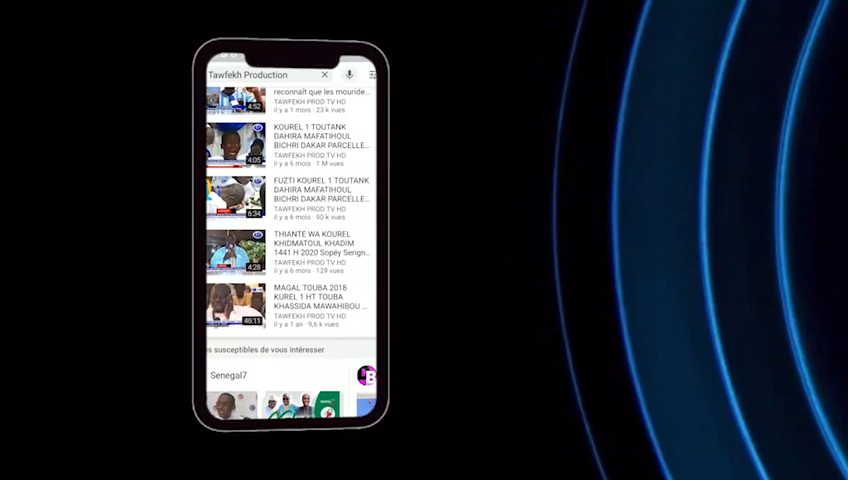 Tawfekh Production
reconnaît que les mouride...
TAWFEKH PROD TV HD
il y a 1 mois · 23 k vues
4:52
KOUREL 1 TOUTANK
DAHIRA MAFATIHOUL
BICHRI DAKAR PARCELLE...
TAWFEKH PROD TV HD
il y a 6 mois · 1 M vues
4:05
FUZTI KOUREL 1 TOUTANK
DAHIRA MAFATIHOUL
BICHRI DAKAR PARCELLE...
TAWFEKH PROD TV HD
il y a 6 mois · 90 k vues
6:34
THIANTE WA KOUREL
KHIDMATOUL KHADIM
1441 H 2020 Sopéy Serign...
TAWFEKH PROD TV HD
il y a 6 mois · 129 vues
4:28
MAGAL TOUBA 2018
KUREL 1 HT TOUBA
KHASSIDA MAWAHIBOU ...
TAWFEKH PROD TV HD
il y a 1 an · 9,6 k vues
46:11
s susceptibles de vous intéresser
Senegal7
B